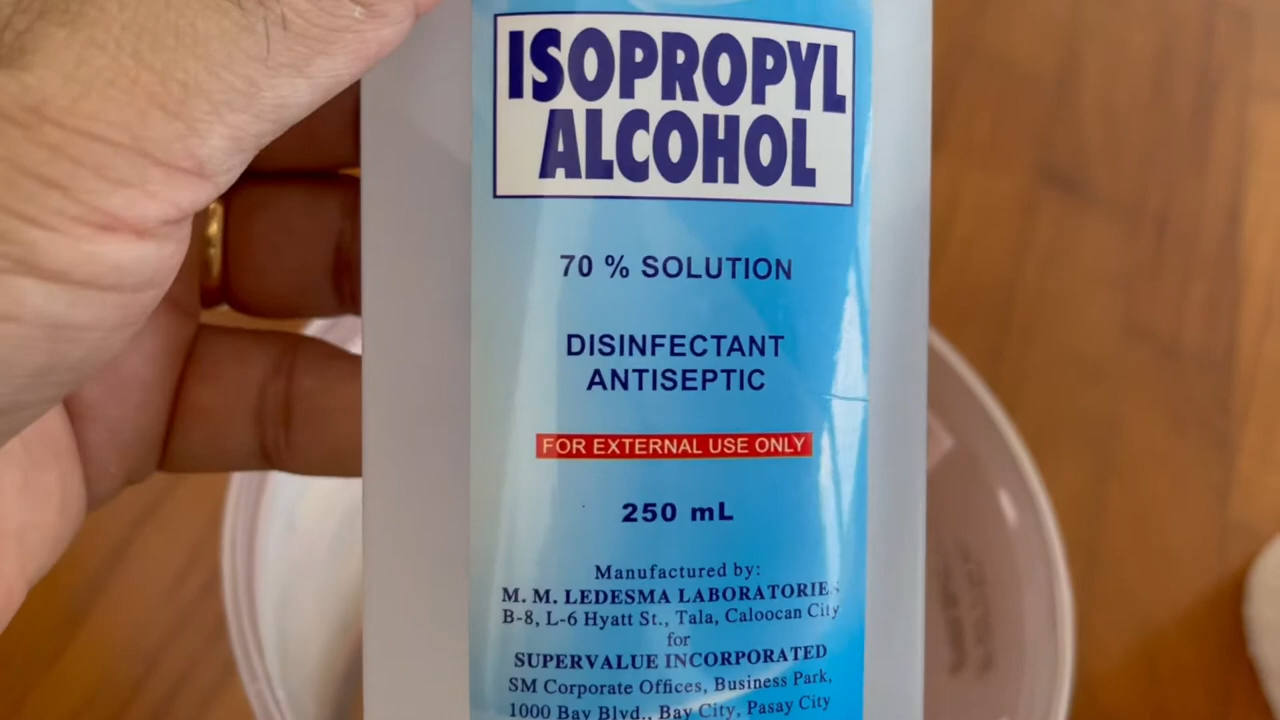 ISOPROPYL
ALCOHOL
70 % SOLUTION
DISINFECTANT
ANTISEPTIC
FOR EXTERNAL USE ONLY
250 mL
Manufactured by:
M. M. LEDESMA LABORATORIES
B-8, L-6 Hyatt St., Tala, Caloocan City
for
SUPERVALUE INCORPORATED
SM Corporate Offices, Business Park,
1000 Bay Blvd., Bay City, Pasay City